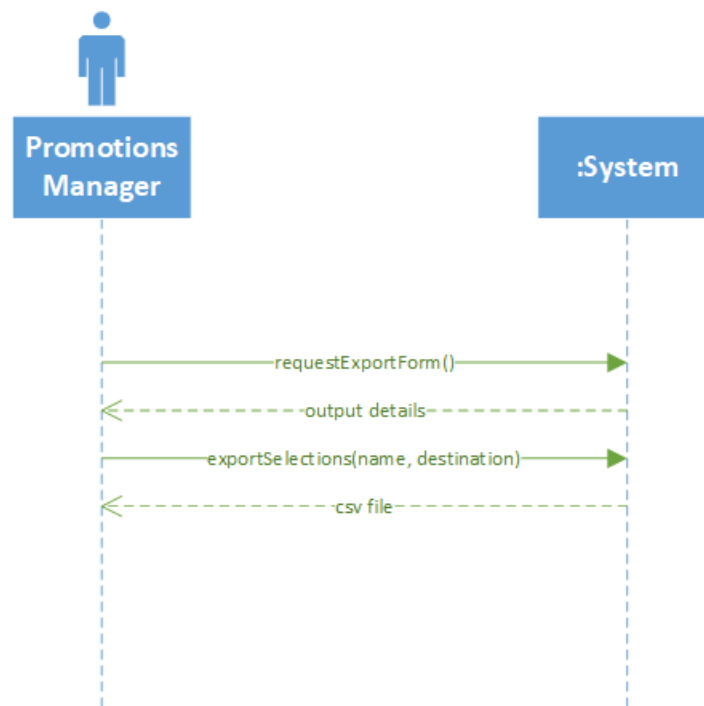 Promotions
Manager
:System
requestExportForm()
output details
exportSelections(name, destination)
csv file